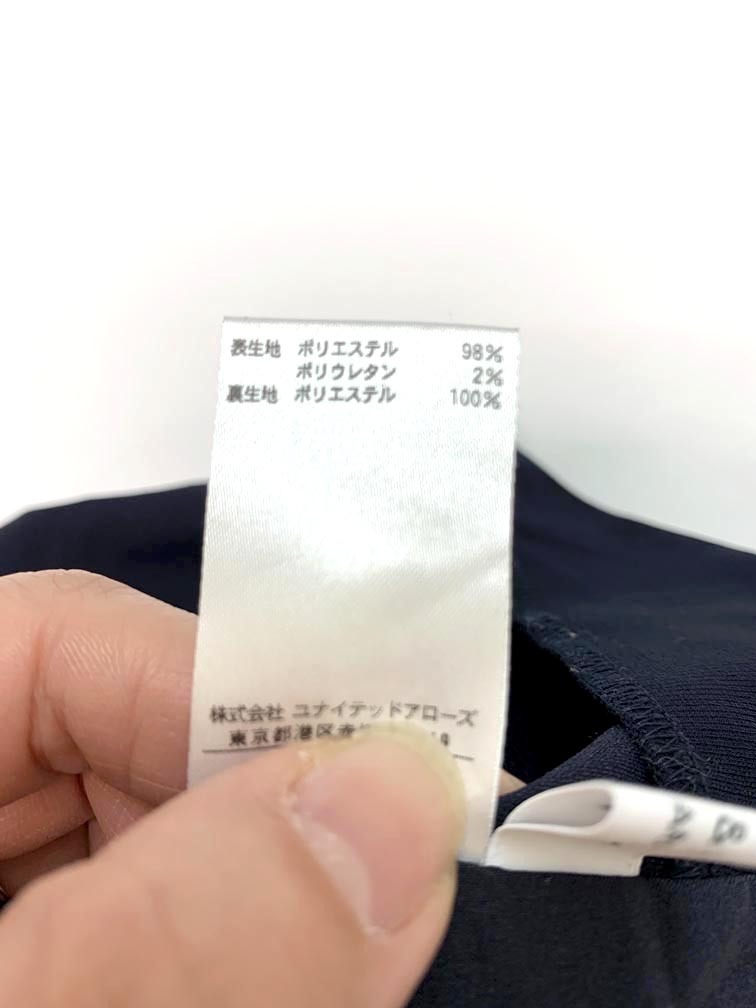 表生地 ポリエステル 98%
ポリウレタン 2%
裏生地 ポリエステル 100%
株式会社 ユナイテッドアローズ
東京都港区赤